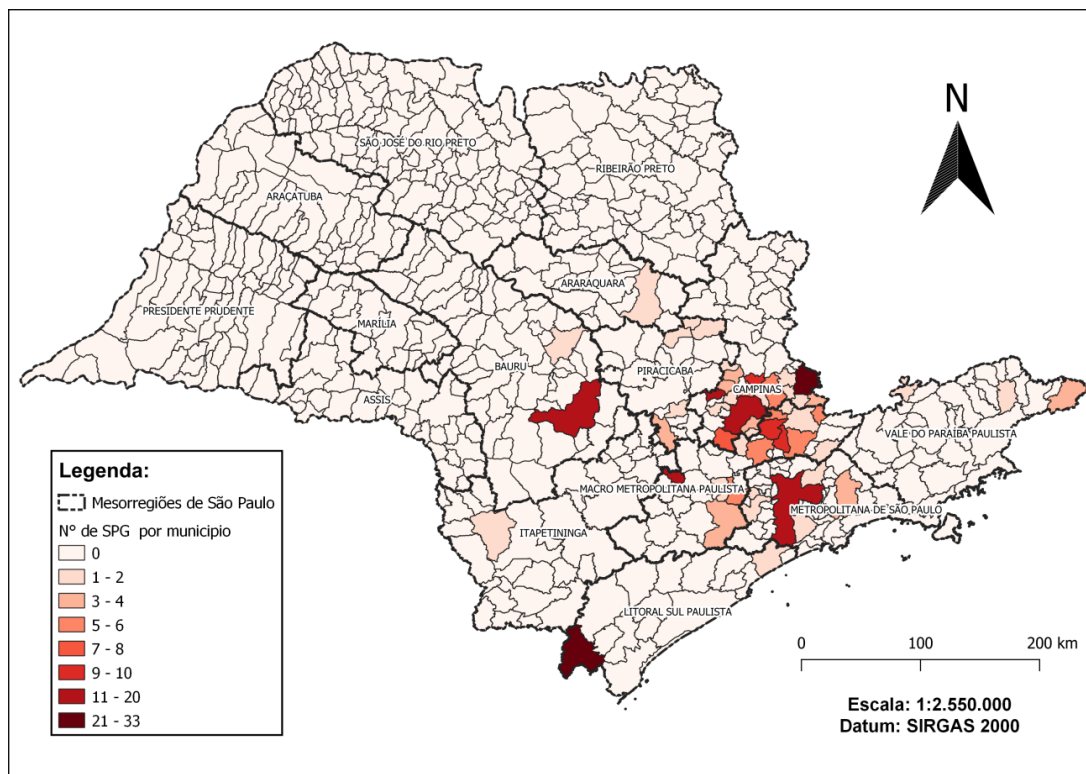 N
SÃO JOSÉ DO RIO PRETO
RIBEIRÃO PRETO
ARAÇATUBA
ARARAQUARA
PRESIDENTE PRUDENTE
MARÍLIA
BAURU
PIRACICABA
CAMPINAS
ASSIS
VALE DO PARAÍBA PAULISTA
MACRO METROPOLITANA PAULISTA
METROPOLITANA DE SÃO PAULO
ITAPETININGA
LITORAL SUL PAULISTA
Legenda:
Mesorregiões de São Paulo
N° de SPG por municipio
0
1 - 2
3 - 4
5 - 6
7 - 8
9 - 10
11 - 20
21 - 33
0 100 200 km
Escala: 1:2.550.000
Datum: SIRGAS 2000